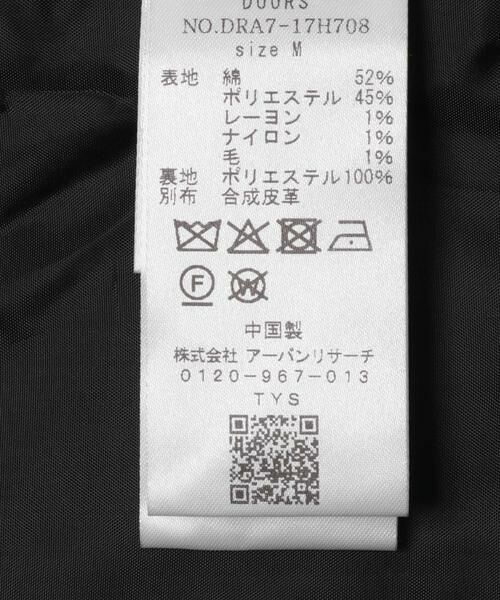 DOORS
NO.DRA7-17H708
size M
表地 綿 52%
ポリエステル 45%
レーヨン 1%
ナイロン 1%
毛 1%
裏地 ポリエステル100%
別布 合成皮革
F W
中国製
株式会社 アーバンリサーチ
0120-967-013
TYS